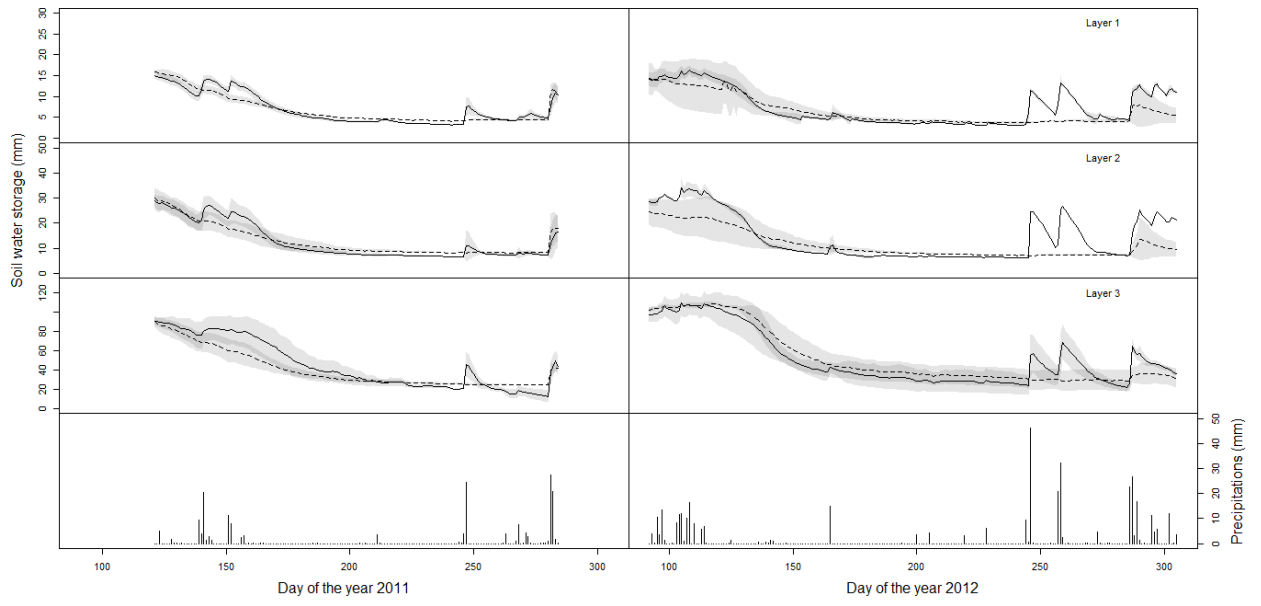 Layer 1
0 5 10 15 20 25 30
Layer 2
0 10 20 30 40 50
Soil water storage (mm)
Layer 3
0 20 40 60 80 120
0 10 20 30 40 50
Precipitations (mm)
100 150 200 250 300 100 150 200 250 300
Day of the year 2011 Day of the year 2012